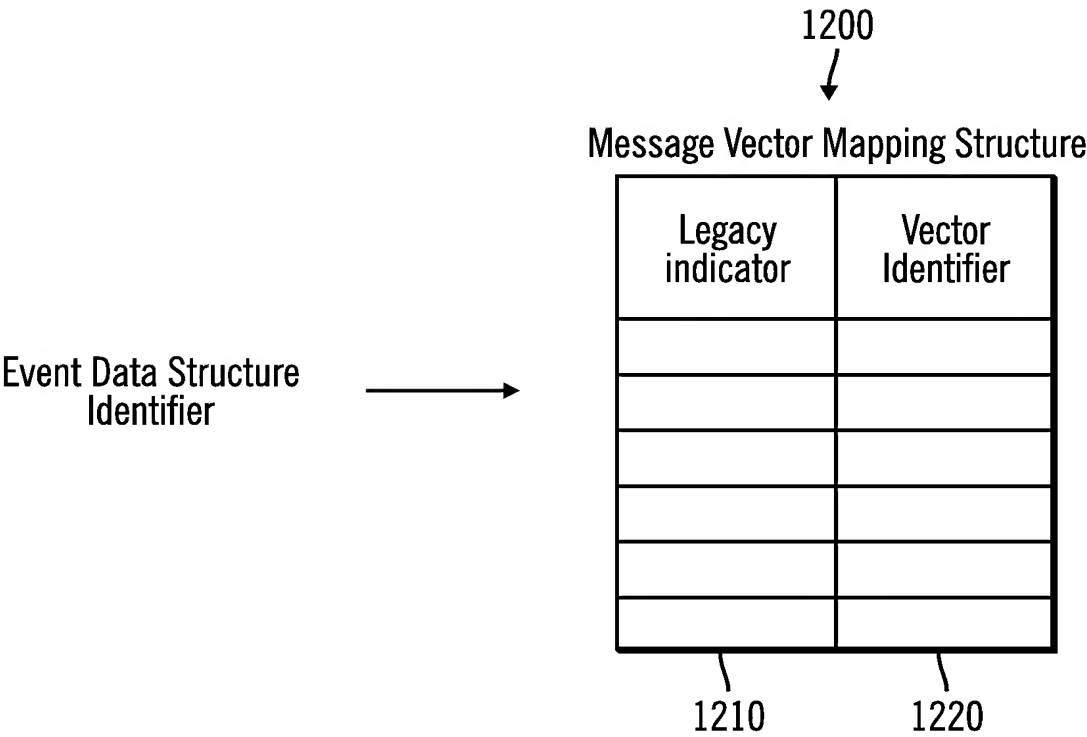 1200
Message Vector Mapping Structure
Legacy
indicator
Vector
Identifier
Event Data Structure
Identifier
1210
1220